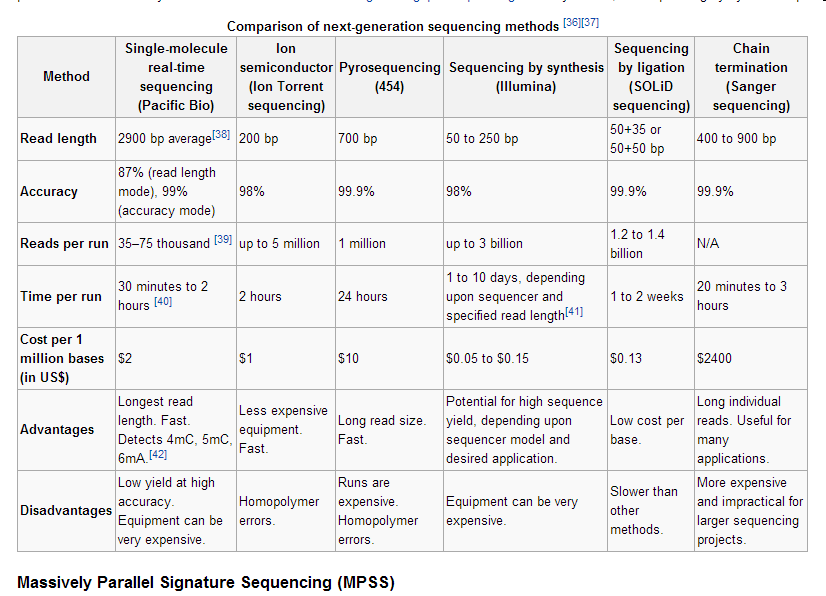 Comparison of next-generation sequencing methods [36][37]
Method
Single-molecule
real-time
sequencing
(Pacific Bio)
Ion
semiconductor
(Ion Torrent
sequencing)
Pyrosequencing
(454)
Sequencing by synthesis
(Illumina)
Sequencing
by ligation
(SOLiD
sequencing)
Chain
termination
(Sanger
sequencing)
Read length
2900 bp average[38]
200 bp
700 bp
50 to 250 bp
50+35 or
50+50 bp
400 to 900 bp
Accuracy
87% (read length
mode), 99%
(accuracy mode)
98%
99.9%
98%
99.9%
99.9%
Reads per run
35–75 thousand [39]
up to 5 million
1 million
up to 3 billion
1.2 to 1.4
billion
N/A
Time per run
30 minutes to 2
hours [40]
2 hours
24 hours
1 to 10 days, depending
upon sequencer and
specified read length[41]
1 to 2 weeks
20 minutes to 3
hours
Cost per 1
million bases
(in US$)
$2
$1
$10
$0.05 to $0.15
$0.13
$2400
Advantages
Longest read
length. Fast.
Detects 4mC, 5mC,
6mA.[42]
Less expensive
equipment.
Fast.
Long read size.
Fast.
Potential for high sequence
yield, depending upon
sequencer model and
desired application.
Low cost per
base.
Long individual
reads. Useful for
many
applications.
Disadvantages
Low yield at high
accuracy.
Equipment can be
very expensive.
Homopolymer
errors.
Runs are
expensive.
Homopolymer
errors.
Equipment can be very
expensive.
Slower than
other
methods.
More expensive
and impractical for
larger sequencing
projects.
Massively Parallel Signature Sequencing (MPSS)